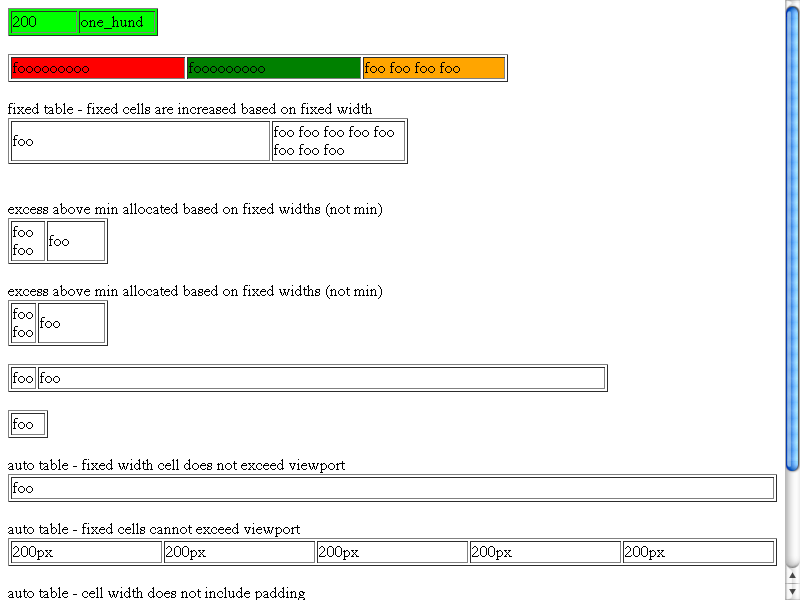 200 one_hund
fooooooooo fooooooooo foo foo foo foo
fixed table - fixed cells are increased based on fixed width
foo foo foo foo foo foo
foo foo foo
excess above min allocated based on fixed widths (not min)
foo
foo foo
excess above min allocated based on fixed widths (not min)
foo
foo foo
foo foo
foo
auto table - fixed width cell does not exceed viewport
foo
auto table - fixed cells cannot exceed viewport
200px 200px 200px 200px 200px
auto table - cell width does not include padding